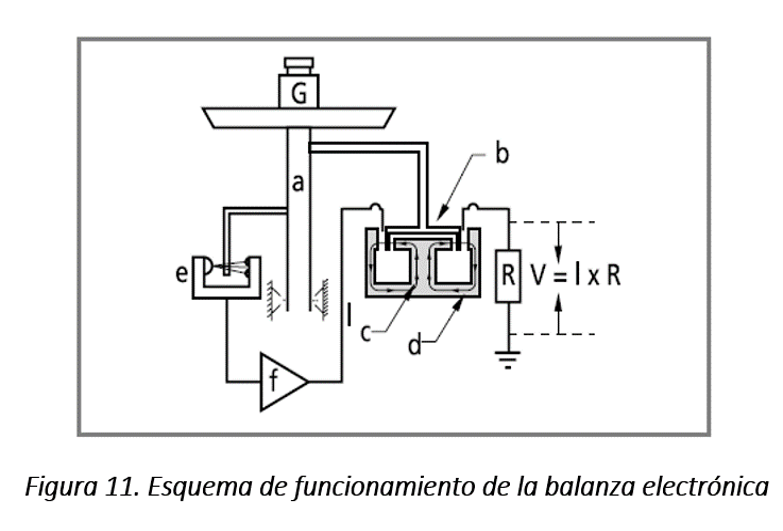 G
a
b
e
R
V = I x R
I
c
d
f
Figura 11. Esquema de funcionamiento de la balanza electrónica